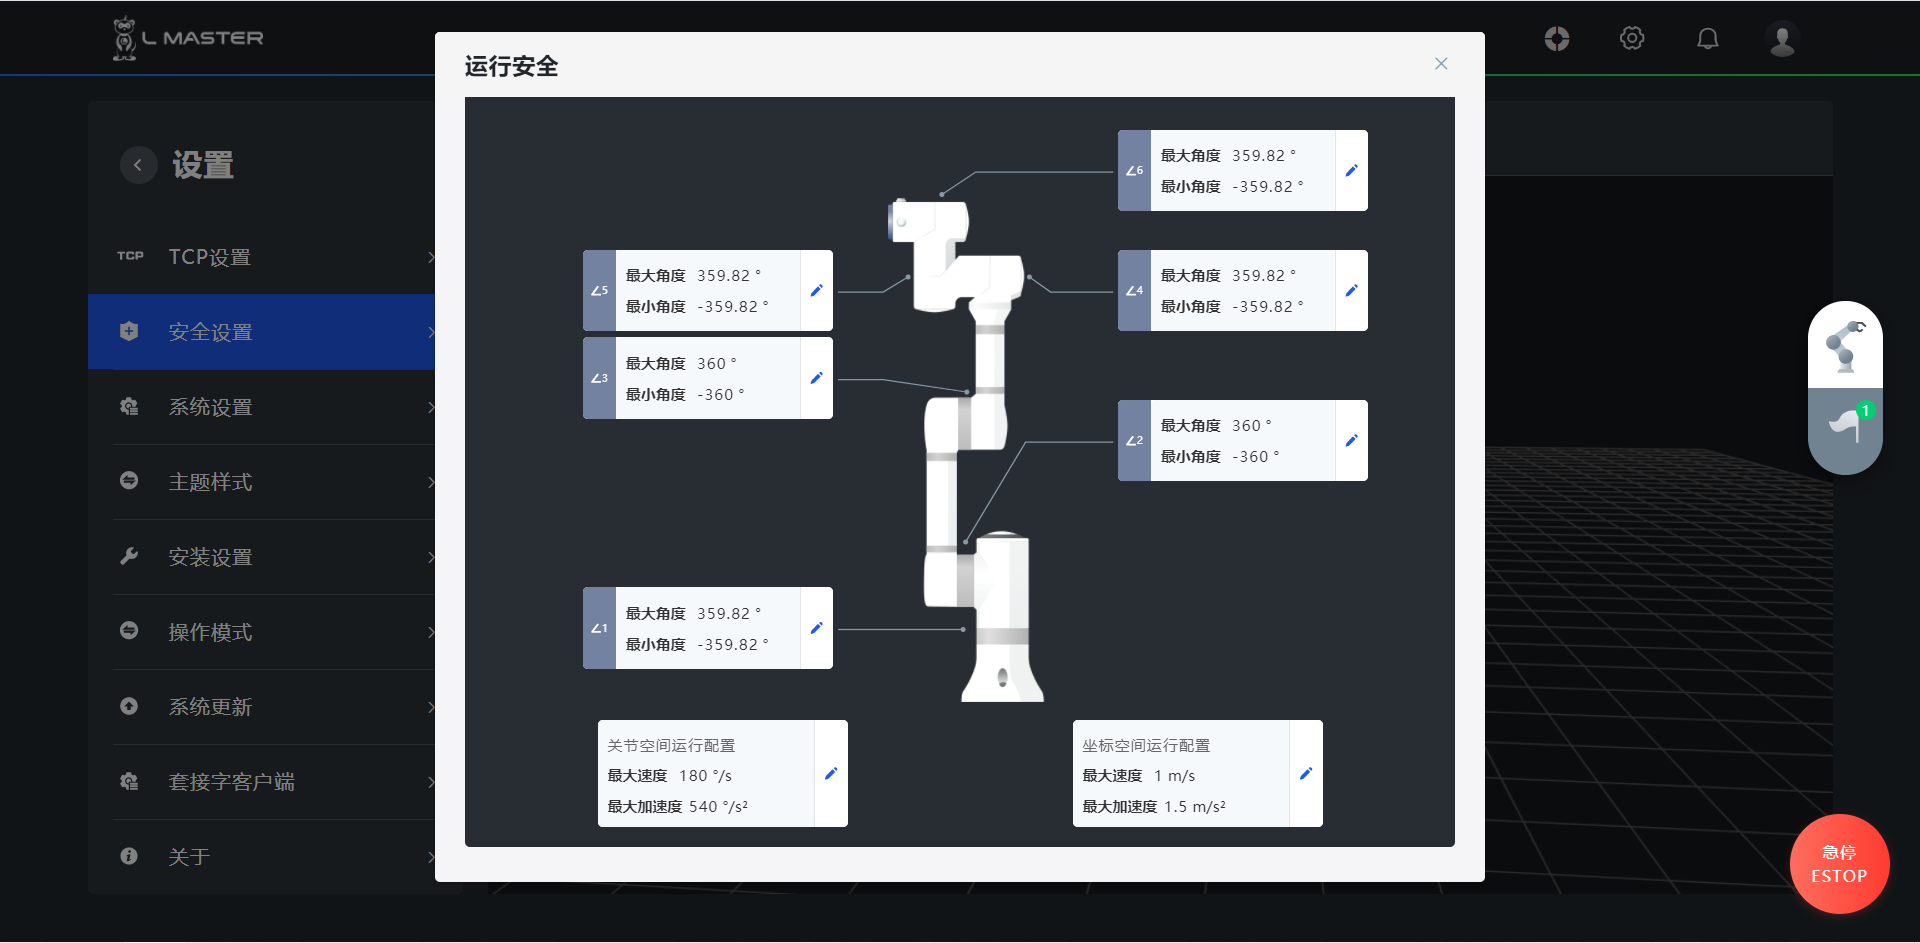 L MASTER
运行安全
设置
TCP TCP设置
安全设置
系统设置
主题样式
安装设置
操作模式
系统更新
套接字客户端
关于
∠6
最大角度 359.82 °
最小角度 -359.82 °
∠5
最大角度 359.82 °
最小角度 -359.82 °
∠4
最大角度 359.82 °
最小角度 -359.82 °
∠3
最大角度 360 °
最小角度 -360 °
∠2
最大角度 360 °
最小角度 -360 °
∠1
最大角度 359.82 °
最小角度 -359.82 °
关节空间运行配置
最大速度 180 °/s
最大加速度 540 °/s²
坐标空间运行配置
最大速度 1 m/s
最大加速度 1.5 m/s²
1
急停
ESTOP